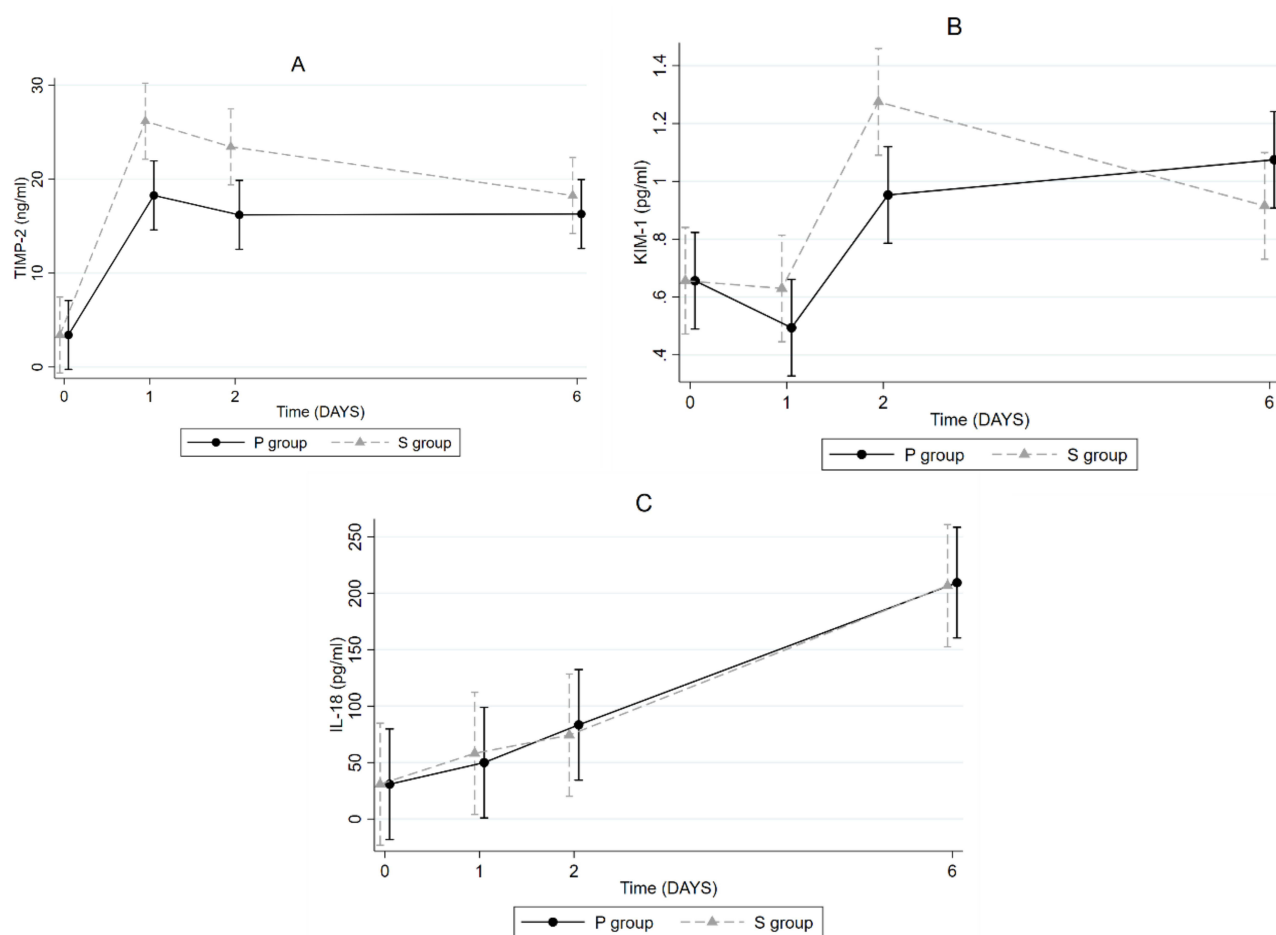 A
TIMP-2 (ng/ml)
30
20
10
0
0 1 2 6
Time (DAYS)
P group S group
B
KIM-1 (pg/ml)
1.4
1.2
1
.8
.6
.4
0 1 2 6
Time (DAYS)
P group S group
C
IL-18 (pg/ml)
250
200
150
100
50
0
0 1 2 6
Time (DAYS)
P group S group